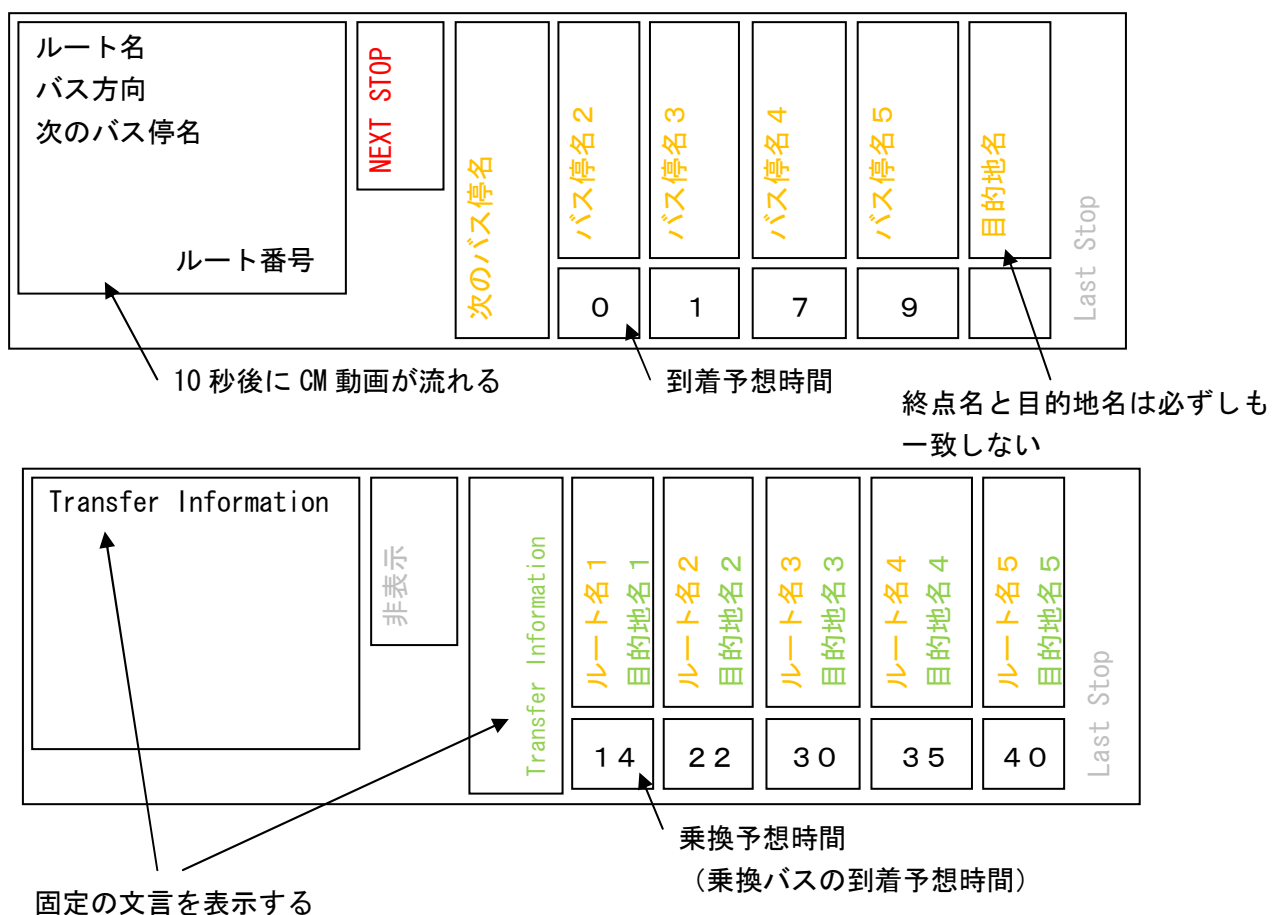 ルート名
バス方向
次のバス停名
ルート番号
NEXT STOP
次のバス停名
バス停名2
バス停名3
バス停名4
バス停名5
目的地名
Last Stop
0
1
7
9
10秒後にCM動画が流れる
到着予想時間
終点名と目的地名は必ずしも
一致しない
Transfer Information
非表示
Transfer Information
ルート名1
目的地名1
ルート名2
目的地名2
ルート名3
目的地名3
ルート名4
目的地名4
ルート名5
目的地名5
Last Stop
14
22
30
35
40
乗換予想時間
(乗換バスの到着予想時間)
固定の文言を表示する